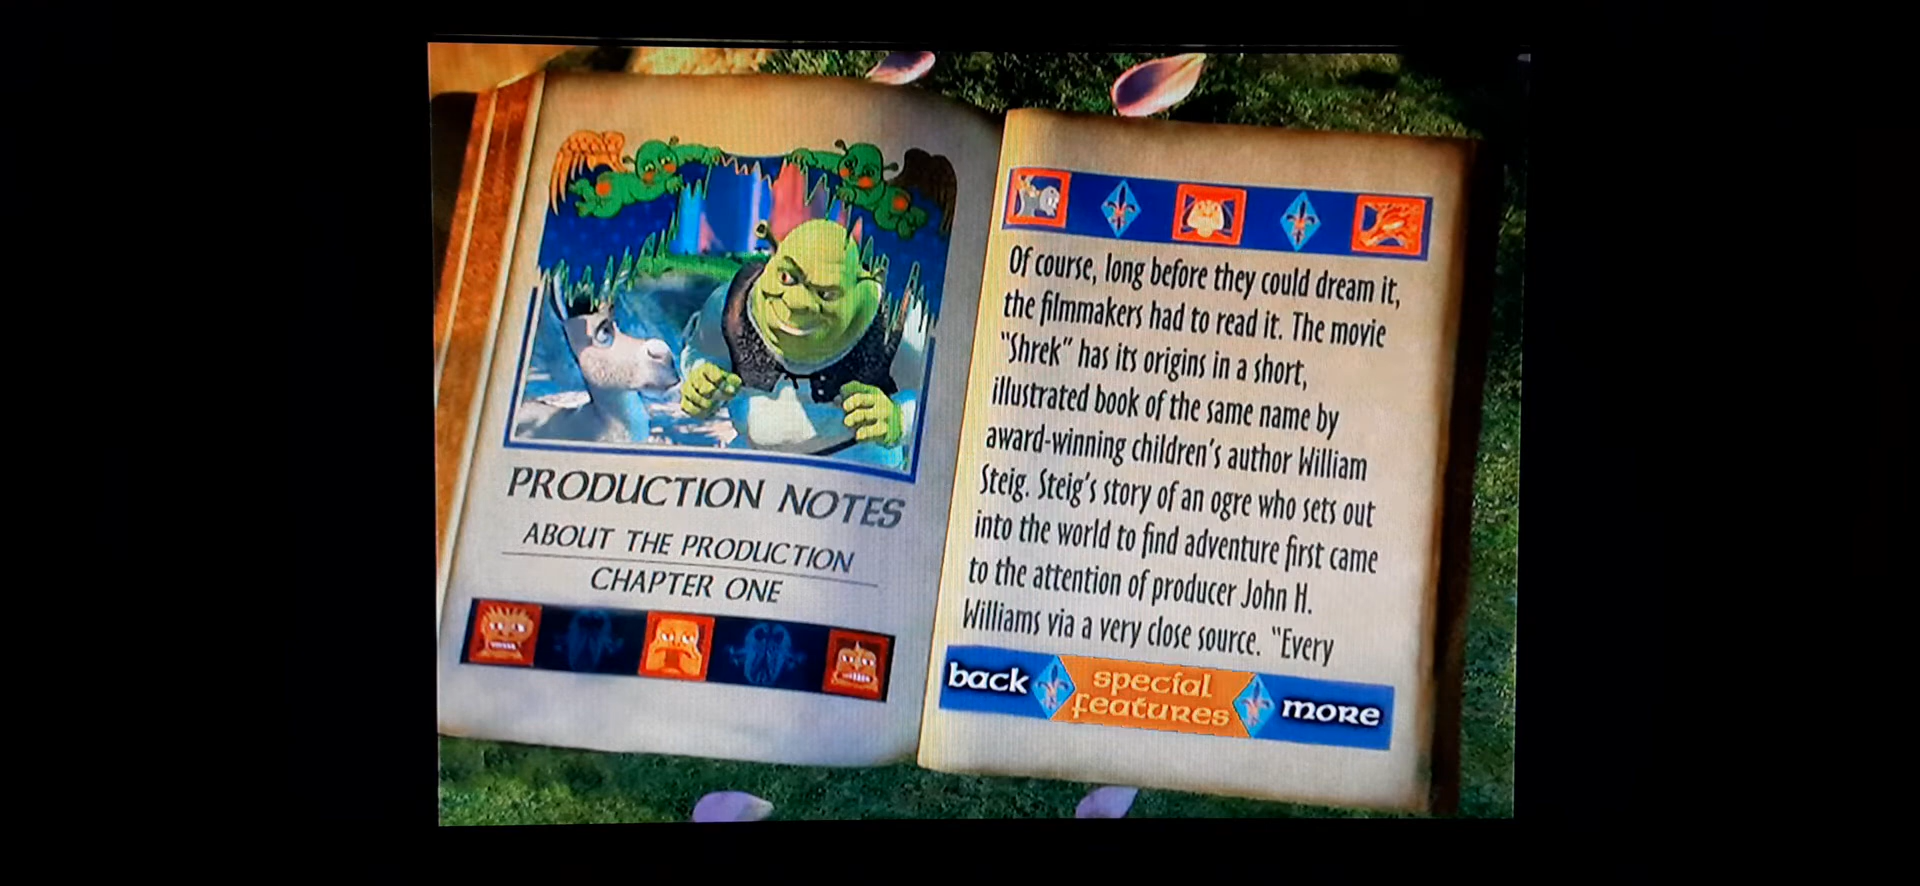 PRODUCTION NOTES
ABOUT THE PRODUCTION
CHAPTER ONE
Of course, long before they could dream it,
the filmmakers had to read it. The movie
“Shrek” has its origins in a short,
illustrated book of the same name by
award-winning children’s author William
Steig. Steig’s story of an ogre who sets out
into the world to find adventure first came
to the attention of producer John H.
Williams via a very close source. “Every
back
special
features
more